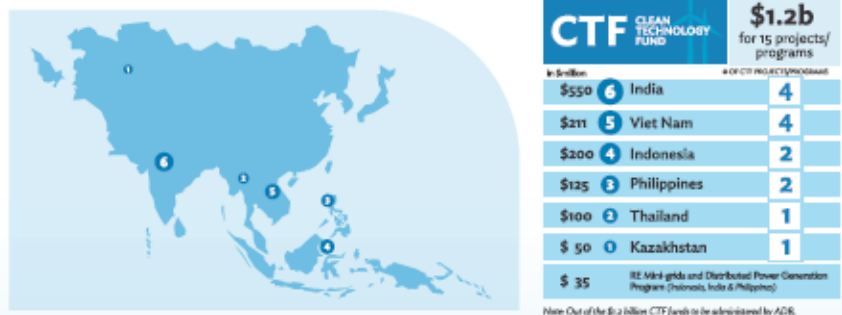 CTF CLEAN
TECHNOLOGY
FUND
$1.2b
for 15 projects/
programs
in $million
# OF CTF PROJECTS/PROGRAMS
$550 6 India 4
$211 5 Viet Nam 4
$200 4 Indonesia 2
$125 3 Philippines 2
$100 2 Thailand 1
$ 50 1 Kazakhstan 1
$ 35 RE Mini-grids and Distributed Power Generation
Program (Indonesia, India & Philippines)
Note: Out of the $1.2 billion CTF funds to be administered by ADB,
1
6
2
5
3
4